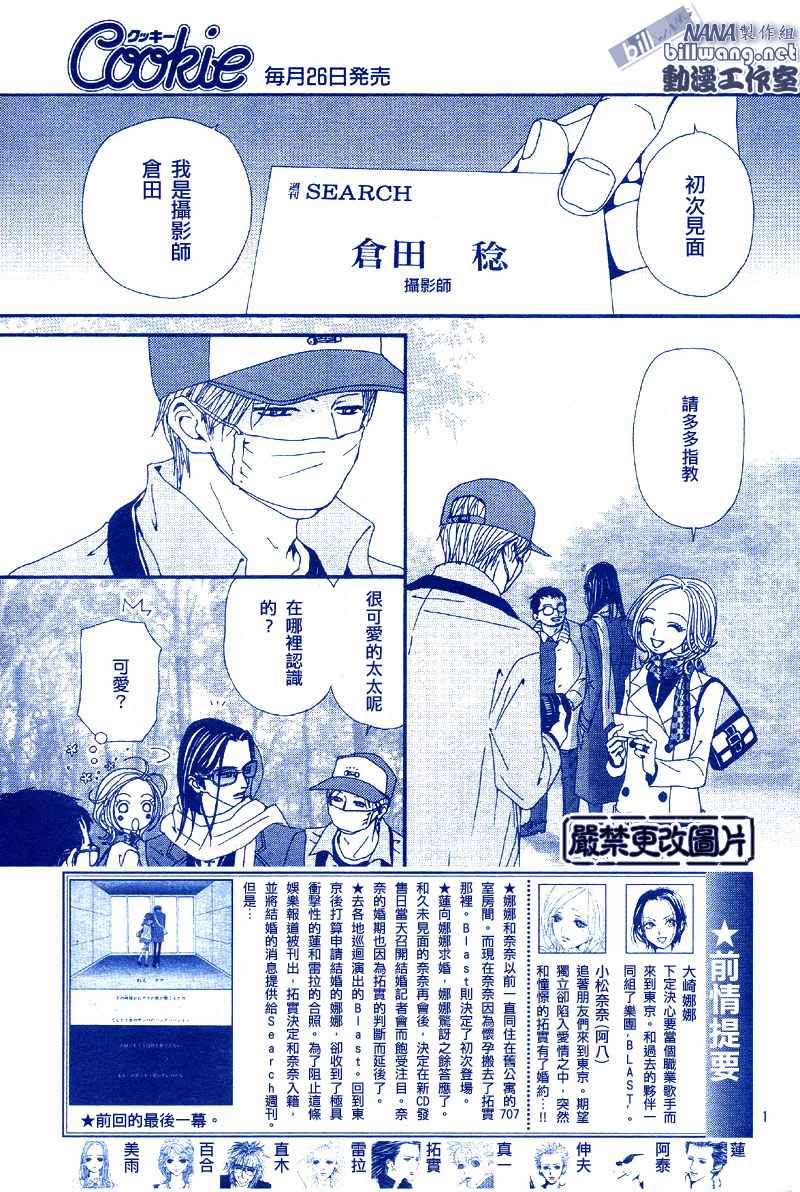 クッキー
Cookie
毎月26日発売
bill
NANA製作組
billwang.net
動漫工作室
初次見面
週刊 SEARCH
倉田 稔
攝影師
我是攝影師
倉田
請多多指教
很可愛的太太呢
在哪裡認識
的？
可愛？
嚴禁更改圖片
★前情提要
大崎娜娜
下定決心要當個職業歌手而
來到東京。和過去的夥伴一
同組了樂團，BLAST'。
小松奈奈(阿八)
追著朋友們來到東京。期望
獨立卻陷入愛情之中，突然
和憧憬的拓實有了婚約…!!
★娜娜和奈奈以前一直同住在舊公寓的707
室房間。而現在奈奈因為懷孕搬去了拓實
那裡。Blast則決定了初次登場。
★蓮向娜娜求婚，娜娜驚訝之餘答應了。
和久未見面的奈奈再會後，決定在新CD發
售日當天召開結婚記者會而飽受注目。奈
奈的婚期也因為拓實的判斷而延後了。
★去各地巡迴演出的Blast。回到東
京後打算申請結婚的娜娜，卻收到了極具
衝擊性的蓮和雷拉的合照。為了阻止這條
娛樂報道被刊出，拓實決定和奈奈入籍，
並將結婚的消息提供給Search週刊。
但是…
★前回的最後一幕。
1
蓮
阿泰
伸夫
真一
拓實
雷拉
直木
百合
美雨